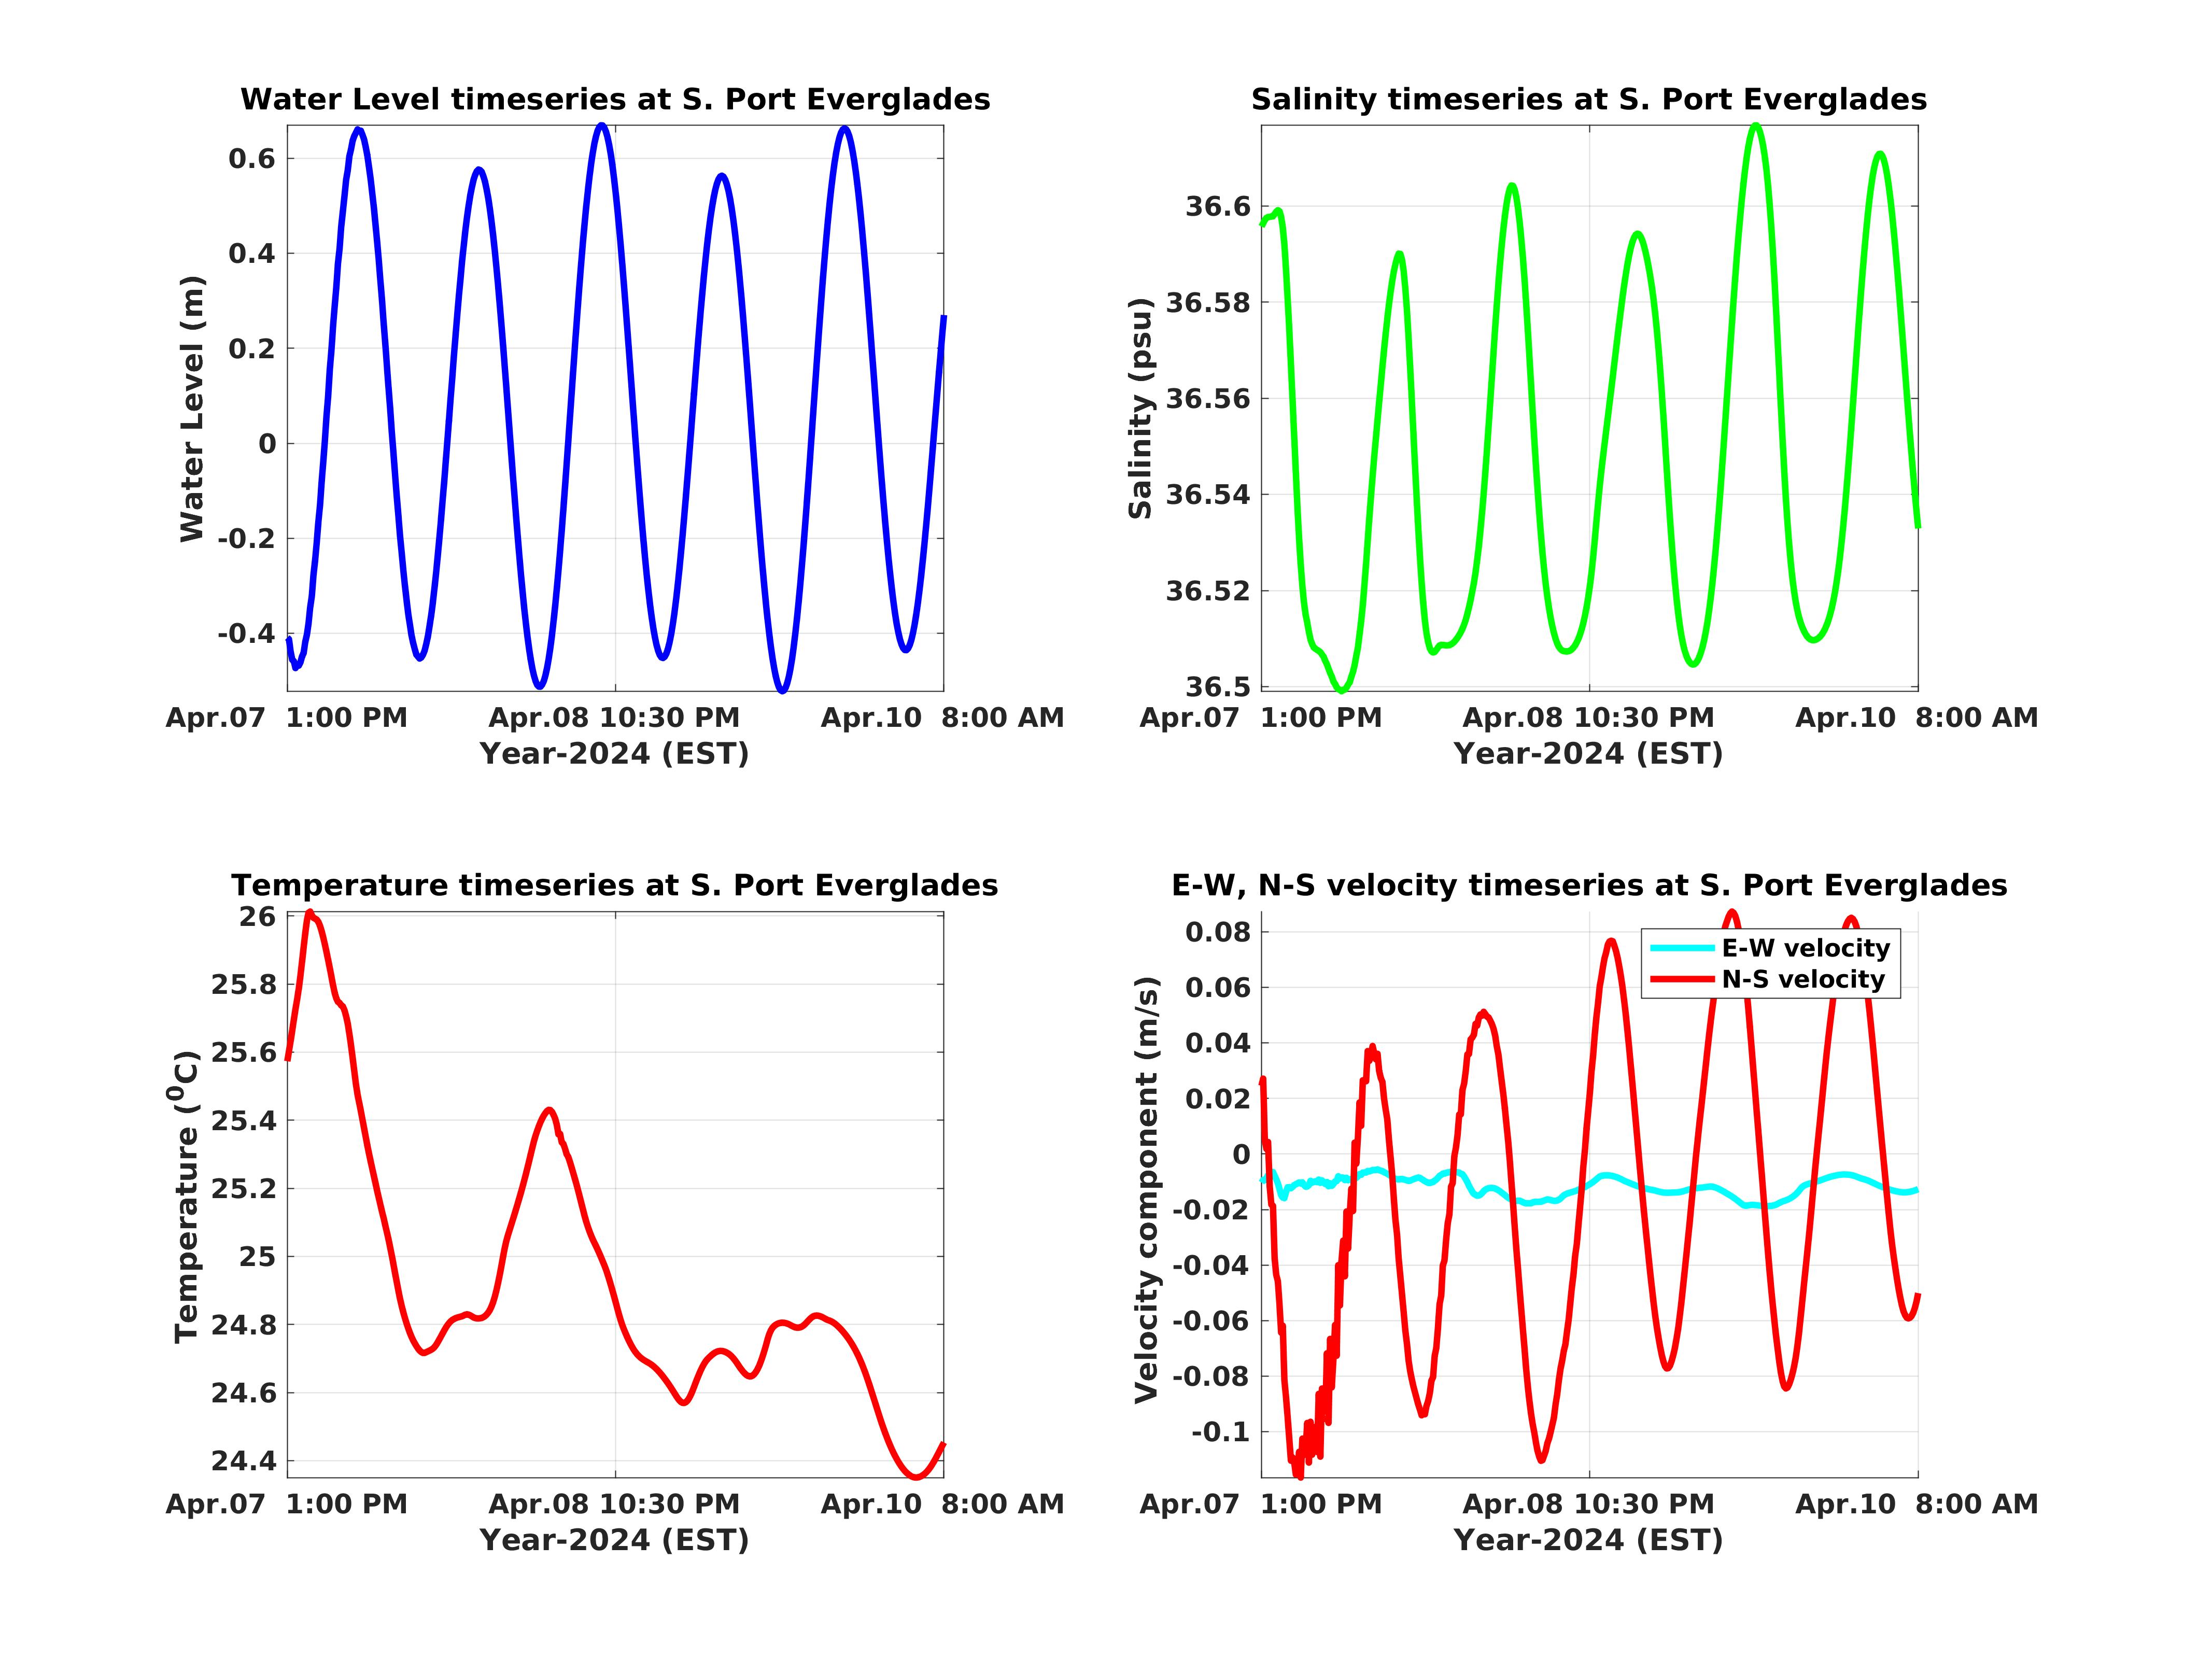 Water Level timeseries at S. Port Everglades
Water Level (m)
0.6
0.4
0.2
0
-0.2
-0.4
Apr.07 1:00 PM Apr.08 10:30 PM Apr.10 8:00 AM
Year-2024 (EST)
Salinity timeseries at S. Port Everglades
Salinity (psu)
36.6
36.58
36.56
36.54
36.52
36.5
Apr.07 1:00 PM Apr.08 10:30 PM Apr.10 8:00 AM
Year-2024 (EST)
Temperature timeseries at S. Port Everglades
Temperature (⁰C)
26
25.8
25.6
25.4
25.2
25
24.8
24.6
24.4
Apr.07 1:00 PM Apr.08 10:30 PM Apr.10 8:00 AM
Year-2024 (EST)
E-W, N-S velocity timeseries at S. Port Everglades
Velocity component (m/s)
0.08
0.06
0.04
0.02
0
-0.02
-0.04
-0.06
-0.08
-0.1
E-W velocity
N-S velocity
Apr.07 1:00 PM Apr.08 10:30 PM Apr.10 8:00 AM
Year-2024 (EST)